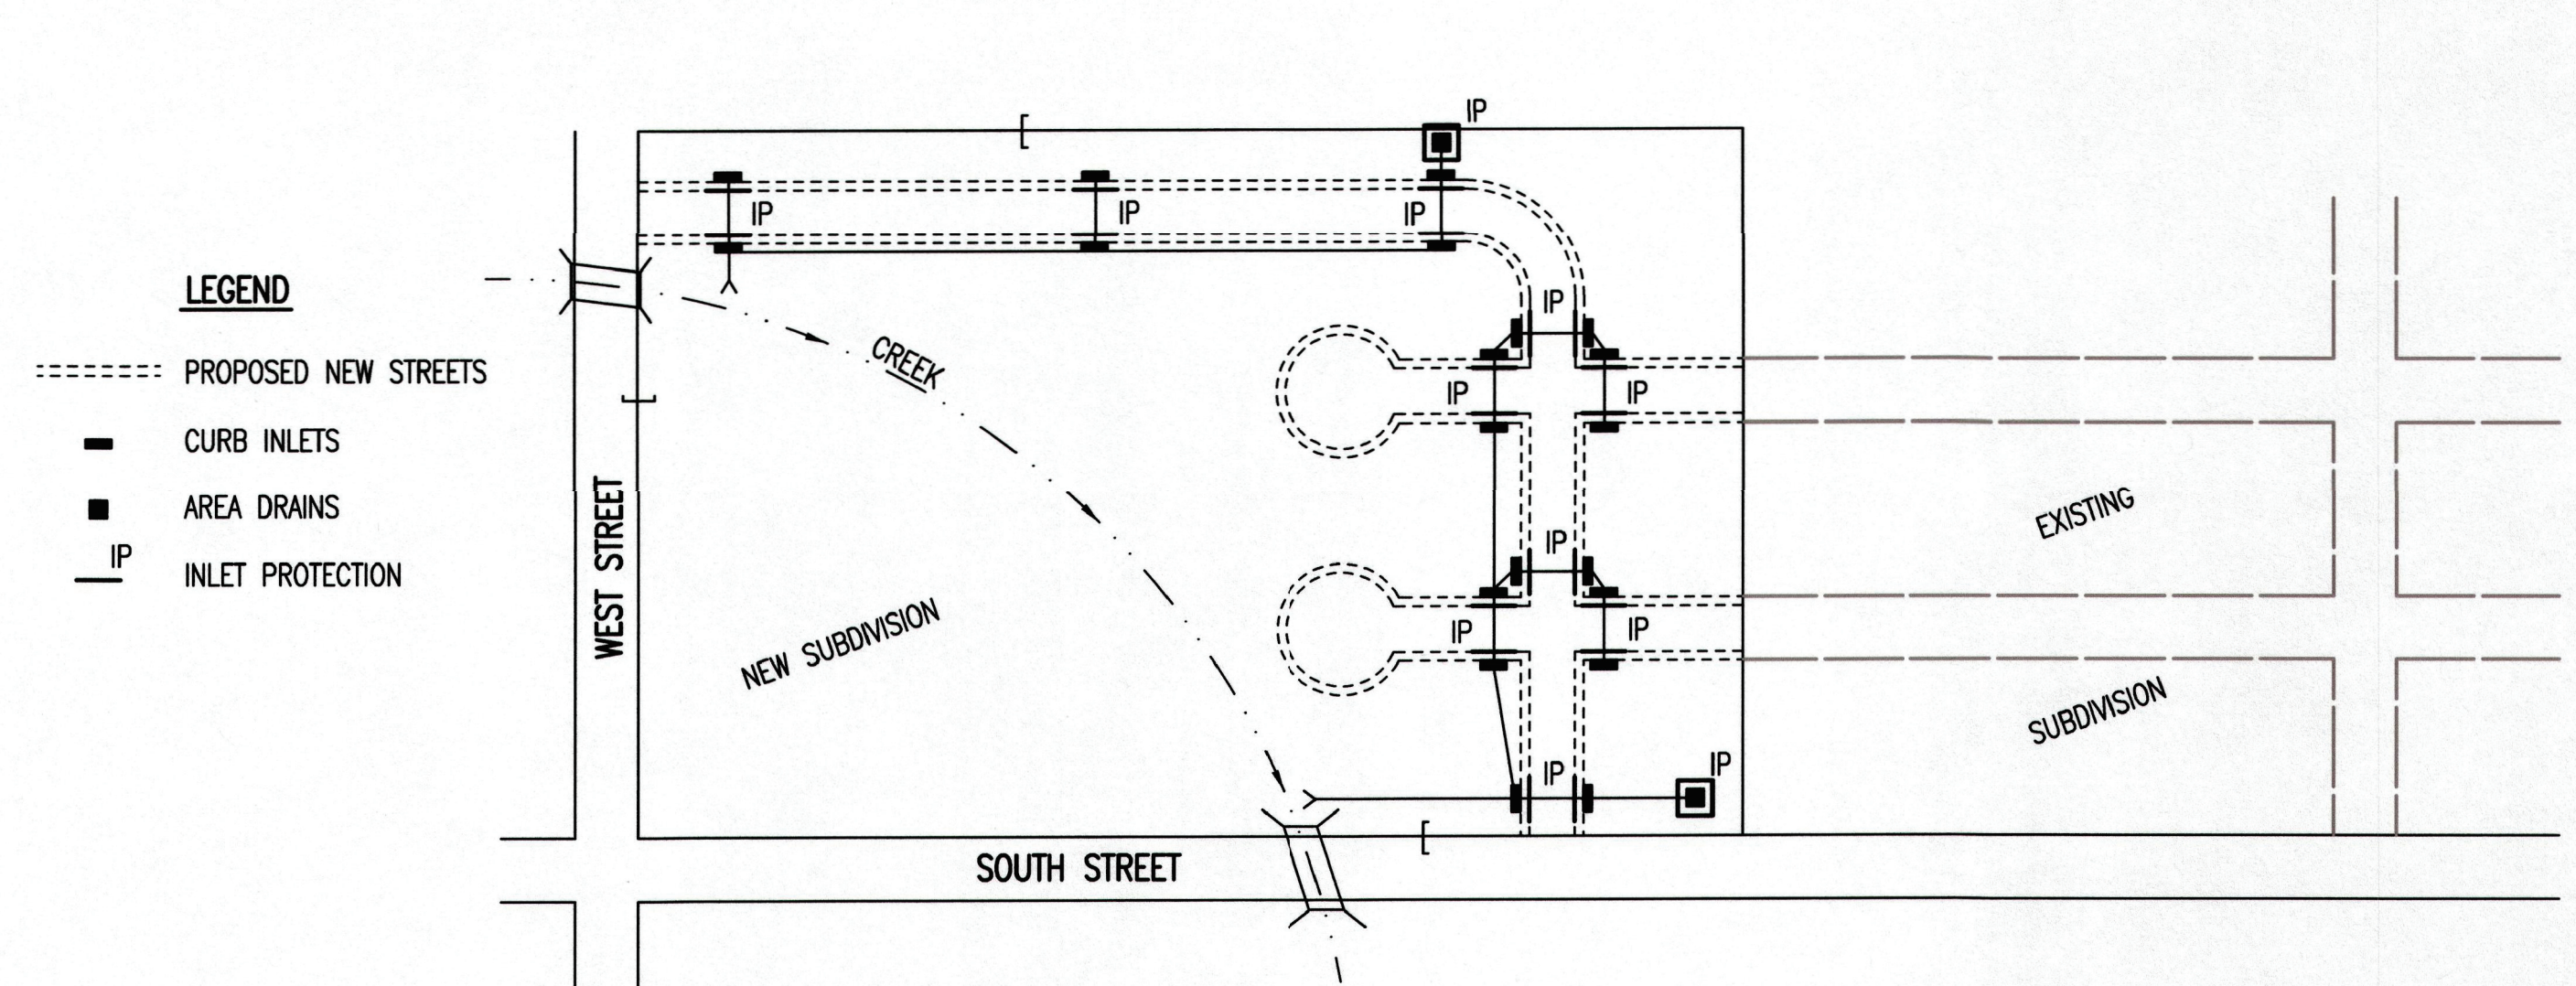 IP
IP
IP
IP
LEGEND
PROPOSED NEW STREETS
CURB INLETS
AREA DRAINS
IP
INLET PROTECTION
WEST STREET
CREEK
NEW SUBDIVISION
IP
IP
IP
IP
IP
IP
IP
IP
EXISTING
SUBDIVISION
SOUTH STREET